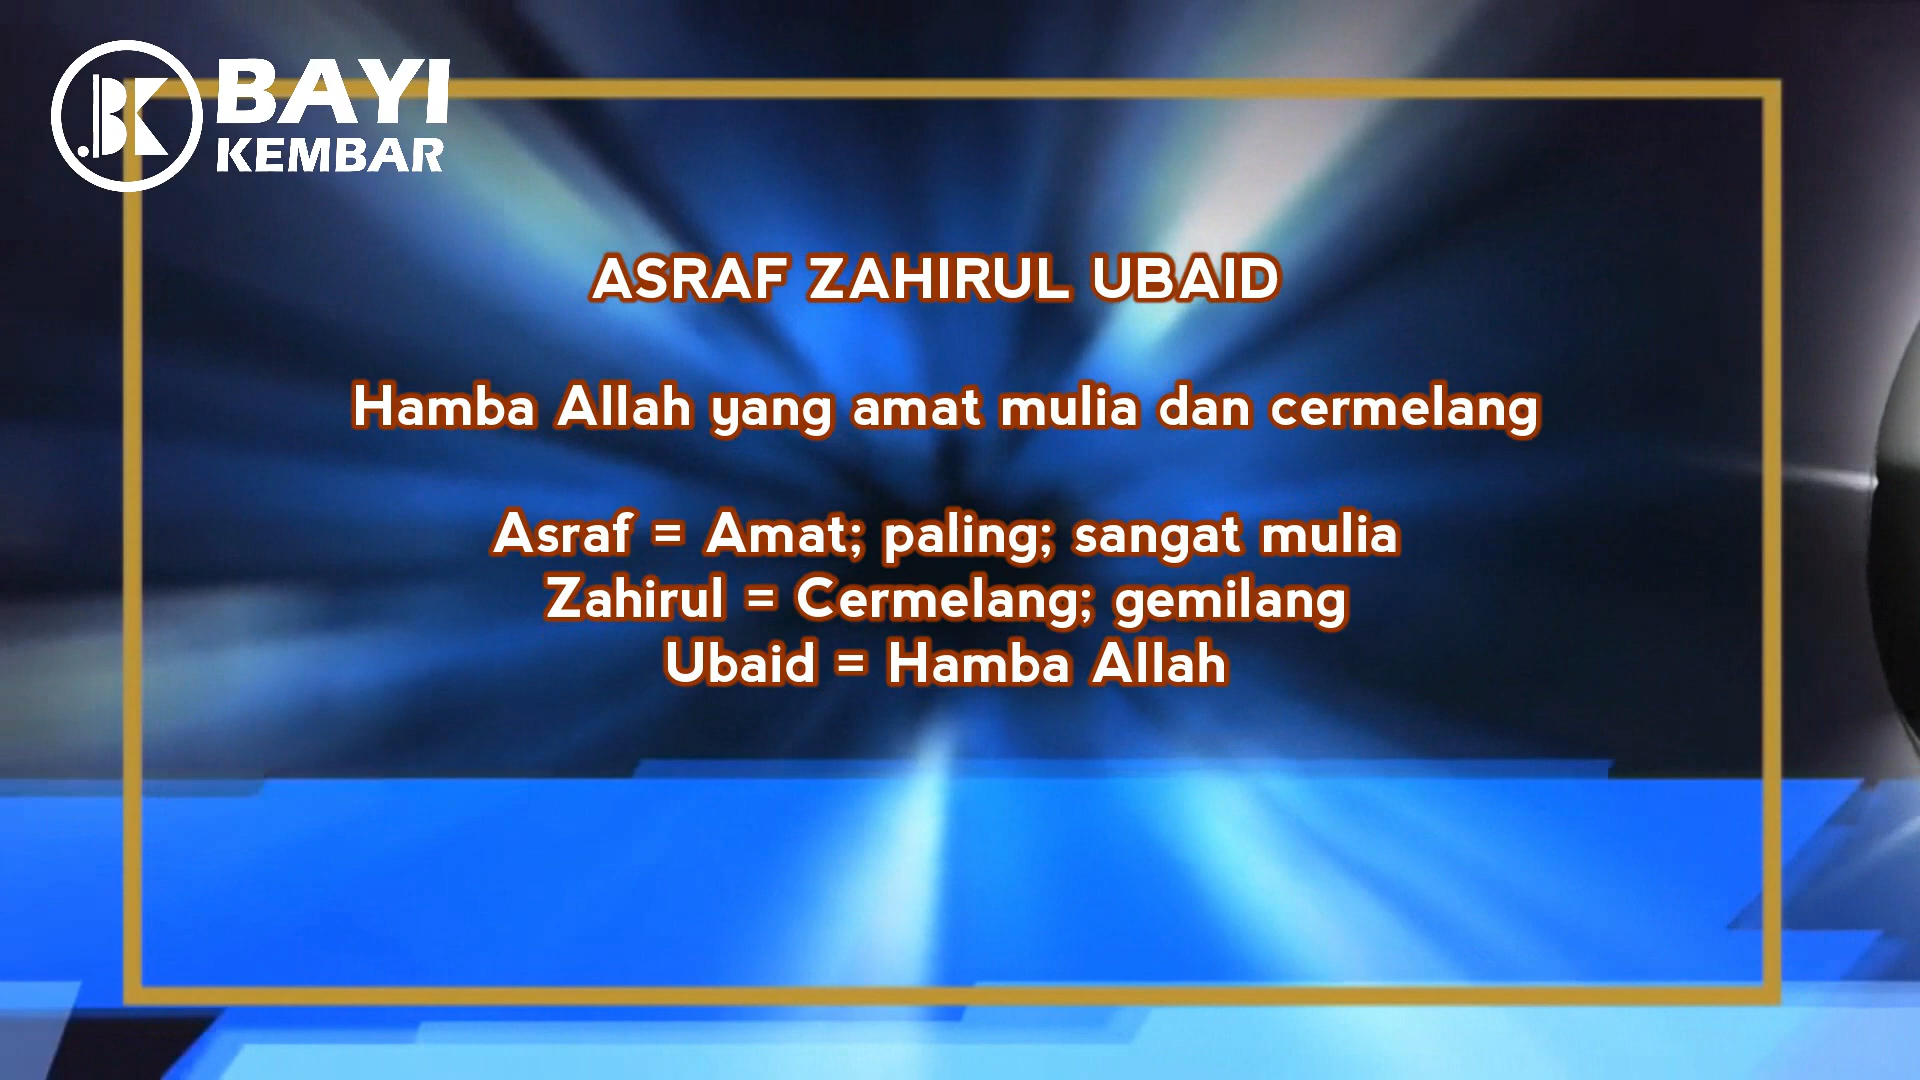 .BK
BAYI
KEMBAR
ASRAF ZAHIRUL UBAID
Hamba Allah yang amat mulia dan cermelang
Asraf = Amat; paling; sangat mulia
Zahirul = Cermelang; gemilang
Ubaid = Hamba Allah